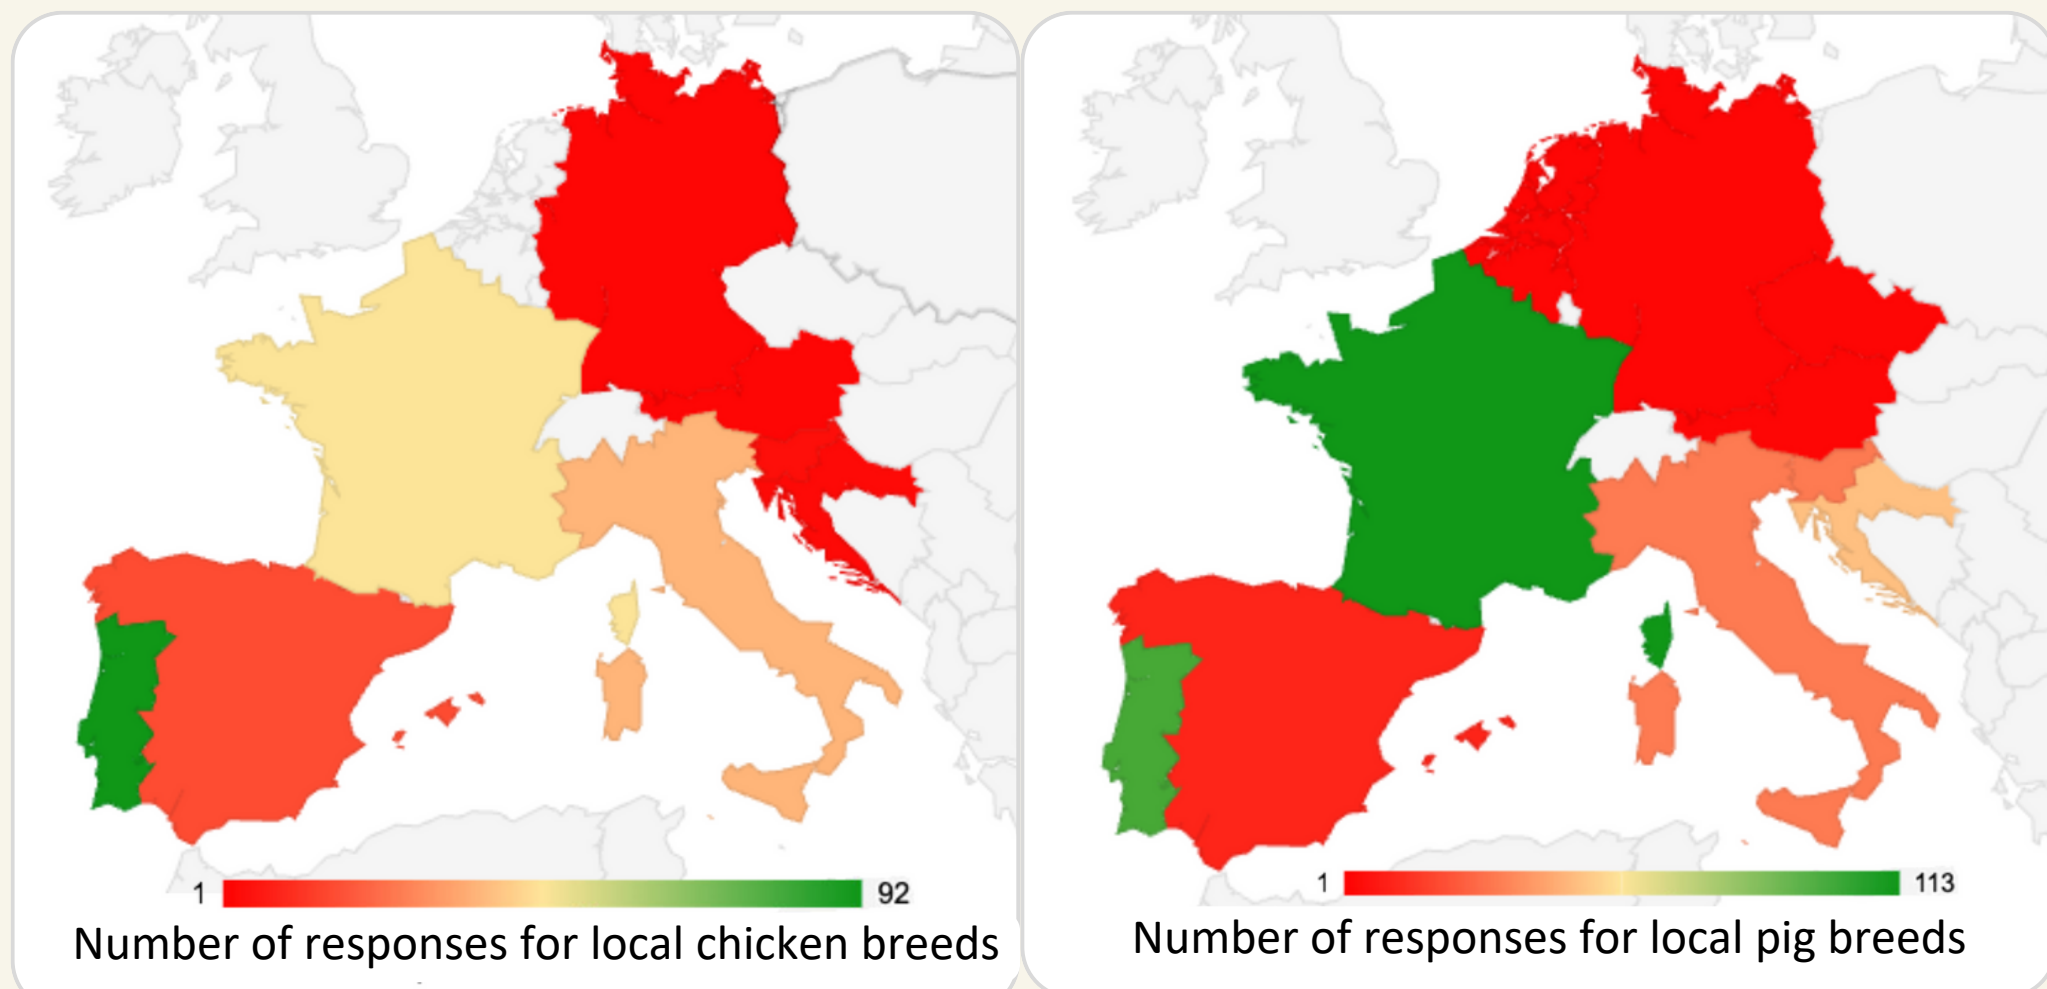 1
92
Number of responses for local chicken breeds
1
113
Number of responses for local pig breeds